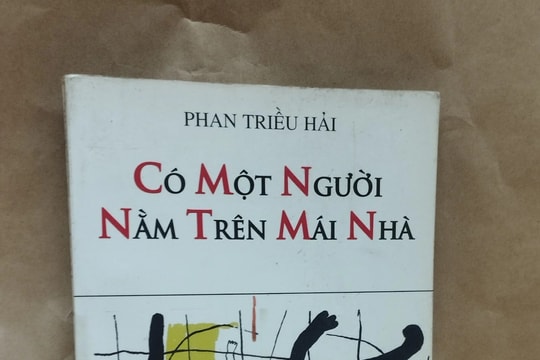 PHAN TRIỀU HẢI
CÓ MỘT NGƯỜI
NẰM TRÊN MÁI NHÀ